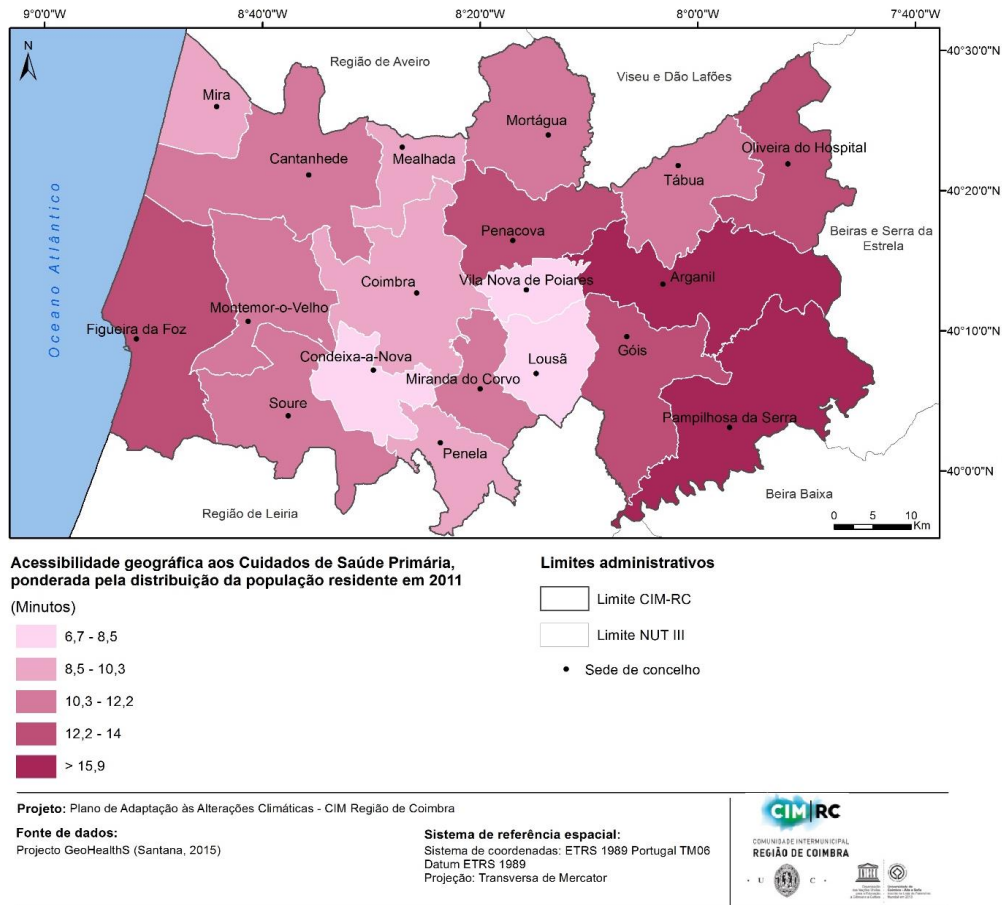 9°0'0"W
8°40'0"W
8°20'0"W
8°0'0"W
7°40'0"W
N
40°30'0"N
40°20'0"N
40°10'0"N
40°0'0"N
Oceano Atlântico
Região de Aveiro
Viseu e Dão Lafões
Beiras e Serra da
Estrela
Beira Baixa
Região de Leiria
Mira
Cantanhede
Mealhada
Mortágua
Oliveira do Hospital
Tábua
Penacova
Coimbra
Vila Nova de Poiares
Arganil
Montemor-o-Velho
Figueira da Foz
Condeixa-a-Nova
Lousã
Góis
Miranda do Corvo
Soure
Pampilhosa da Serra
Penela
0 5 10
Km
Acessibilidade geográfica aos Cuidados de Saúde Primária,
ponderada pela distribuição da população residente em 2011
(Minutos)
6,7 - 8,5
8,5 - 10,3
10,3 - 12,2
12,2 - 14
> 15,9
Limites administrativos
Limite CIM-RC
Limite NUT III
Sede de concelho
Projeto: Plano de Adaptação às Alterações Climáticas - CIM Região de Coimbra
Fonte de dados:
Projecto GeoHealthS (Santana, 2015)
Sistema de referência espacial:
Sistema de coordenadas: ETRS 1989 Portugal TM06
Datum ETRS 1989
Projeção: Transversa de Mercator
CIM|RC
COMUNIDADE INTERMUNICIPAL
REGIÃO DE COIMBRA
· U C ·